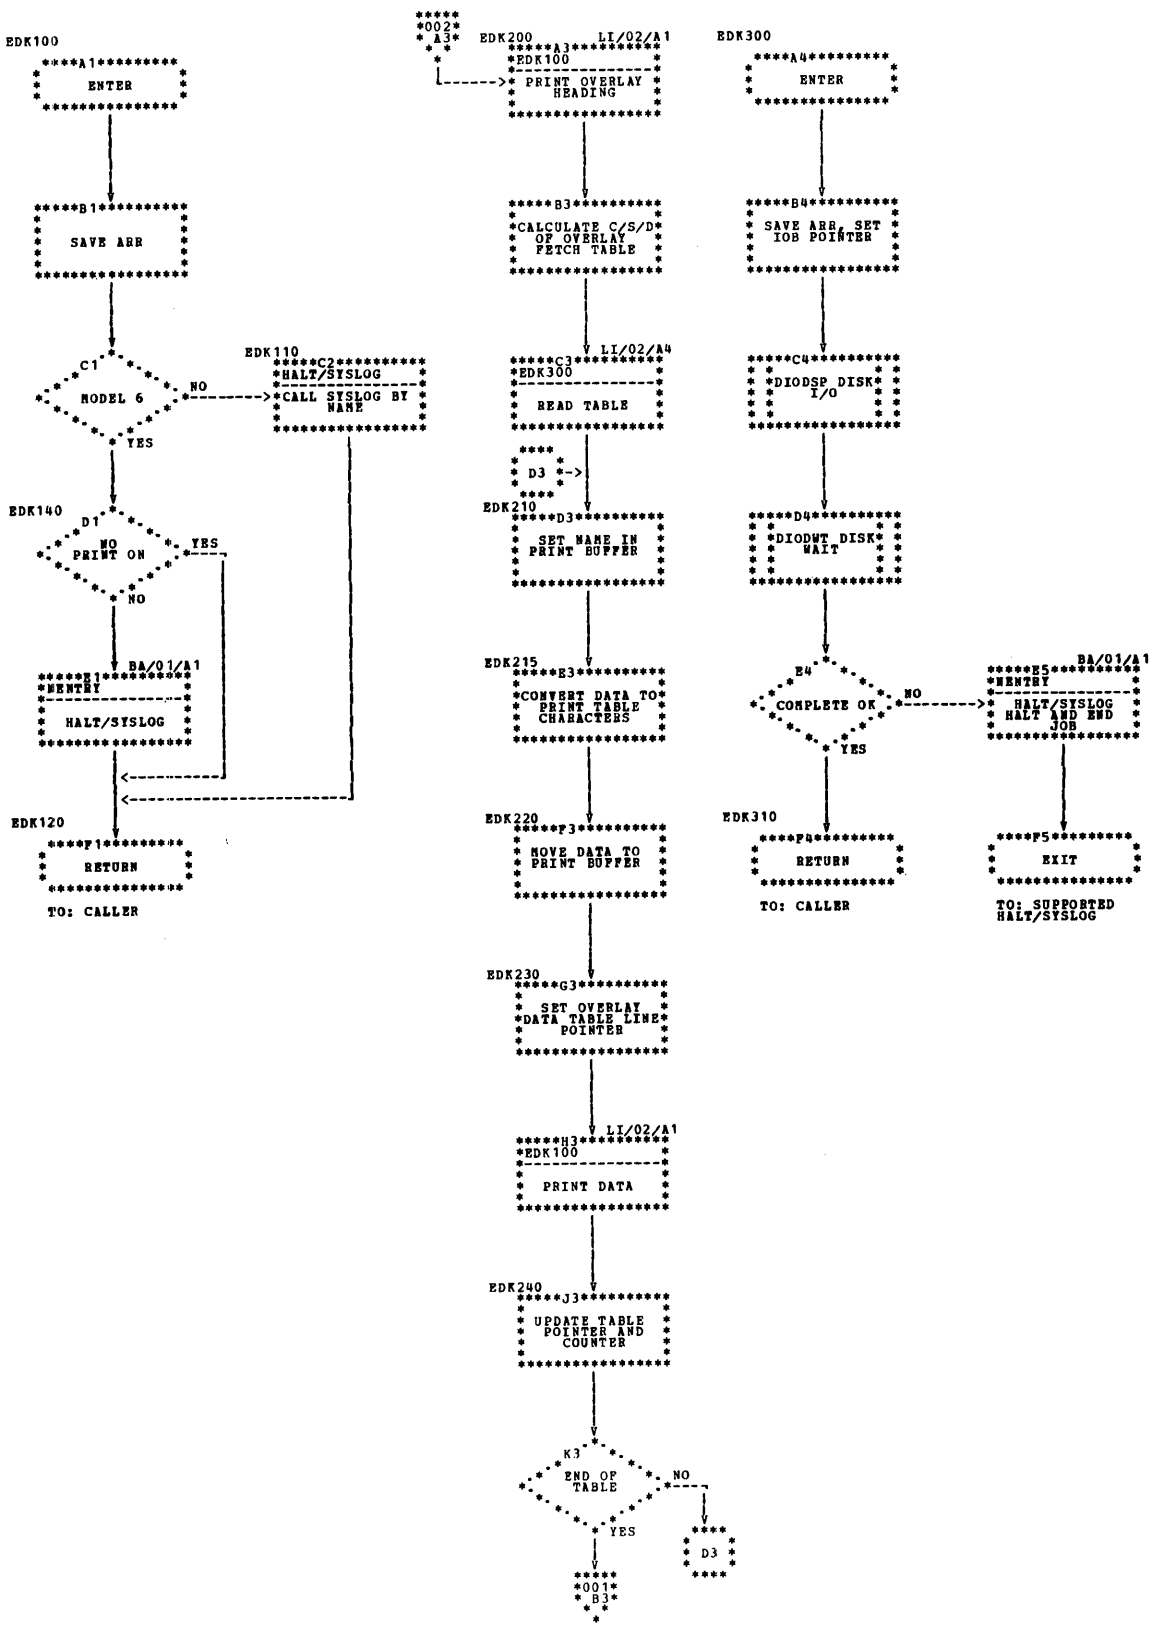 EDK100
A1
ENTER
B1
SAVE ARR
C1
MODEL 6
NO
YES
EDK110
C2
HALT/SYSLOG
CALL SYSLOG BY
NAME
EDK140
D1
NO
PRINT ON
YES
NO
BA/01/A1
E1
NENTRY
HALT/SYSLOG
EDK120
F1
RETURN
TO: CALLER
002
A3
EDK200
LI/02/A1
A3
EDK100
PRINT OVERLAY
HEADING
B3
CALCULATE C/S/D
OF OVERLAY
FETCH TABLE
LI/02/A4
C3
EDK300
READ TABLE
D3
EDK210
D3
SET NAME IN
PRINT BUFFER
EDK215
E3
CONVERT DATA TO
PRINT TABLE
CHARACTERS
EDK220
F3
MOVE DATA TO
PRINT BUFFER
EDK230
G3
SET OVERLAY
DATA TABLE LINE
POINTER
LI/02/A1
H3
EDK100
PRINT DATA
EDK240
J3
UPDATE TABLE
POINTER AND
COUNTER
K3
END OF
TABLE
NO
YES
D3
001
B3
EDK300
A4
ENTER
B4
SAVE ARR, SET
IOB POINTER
C4
DIODSP DISK
I/O
D4
DIODWT DISK
WAIT
E4
COMPLETE OK
NO
YES
BA/01/A1
E5
NENTRY
HALT/SYSLOG
HALT AND END
JOB
EDK310
F4
RETURN
TO: CALLER
F5
EXIT
TO: SUPPORTED
HALT/SYSLOG